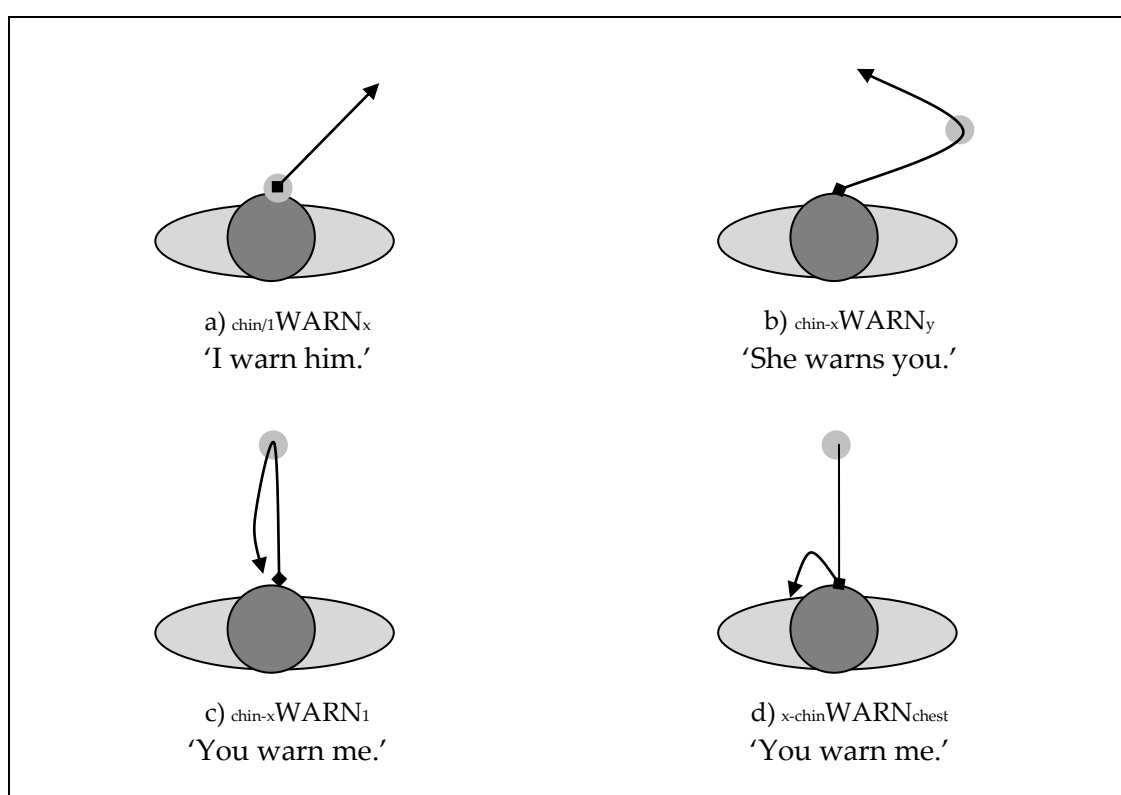 a) chin/1WARNx
‘I warn him.’
b) chin-xWARNy
‘She warns you.’
c) chin-xWARN1
‘You warn me.’
d) x-chinWARNchest
‘You warn me.’